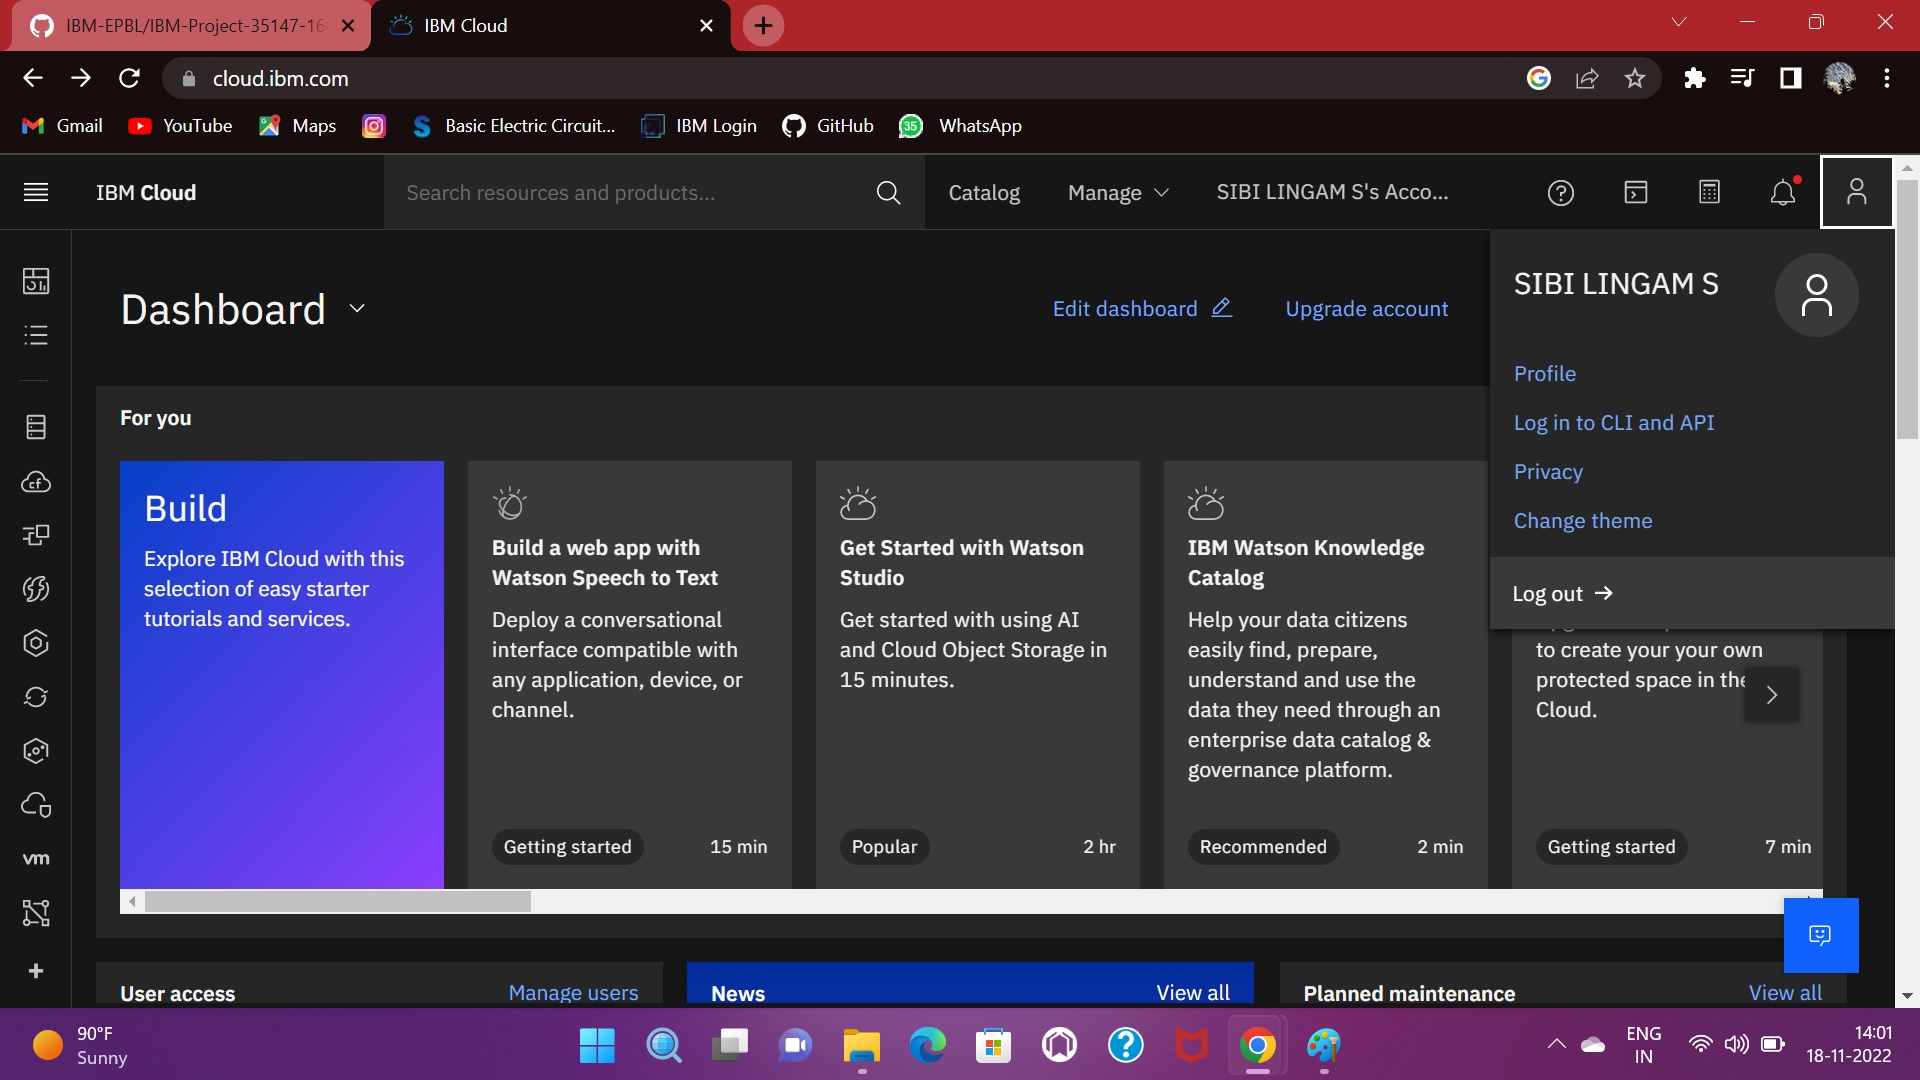 IBM-EPBL/IBM-Project-35147-16
IBM Cloud
cloud.ibm.com
Gmail
YouTube
Maps
Basic Electric Circuit...
IBM Login
GitHub
35
WhatsApp
IBM Cloud
Search resources and products...
Catalog
Manage
SIBI LINGAM S's Acco...
SIBI LINGAM S
Profile
Log in to CLI and API
Privacy
Change theme
Log out
Dashboard
Edit dashboard
Upgrade account
For you
Build
Explore IBM Cloud with this
selection of easy starter
tutorials and services.
Build a web app with
Watson Speech to Text
Deploy a conversational
interface compatible with
any application, device, or
channel.
Getting started
15 min
Get Started with Watson
Studio
Get started with using AI
and Cloud Object Storage in
15 minutes.
Popular
2 hr
IBM Watson Knowledge
Catalog
Help your data citizens
easily find, prepare,
understand and use the
data they need through an
enterprise data catalog &
governance platform.
Recommended
2 min
to create your your own
protected space in the
Cloud.
Getting started
7 min
cf
vm
User access
Manage users
News
View all
Planned maintenance
View all
90°F
Sunny
ENG
IN
14:01
18-11-2022